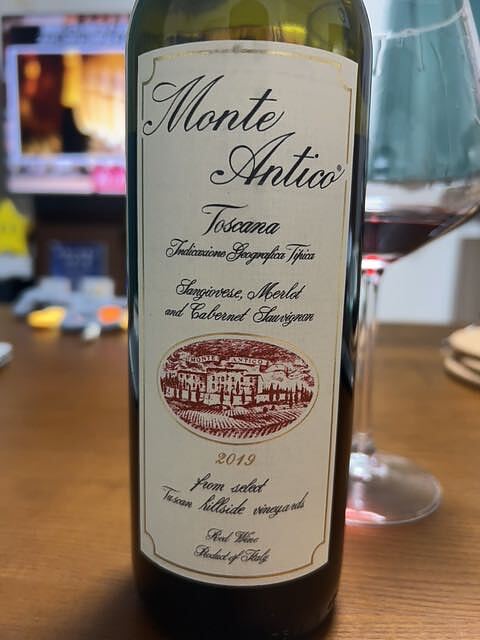 Monte
Antico®
Toscana
Indicazione Geografica Tipica
Sangiovese, Merlot
and Cabernet Sauvignon
MONTE ANTICO
2019
from select
Tuscan hillside vineyards
Red Wine
Product of Italy